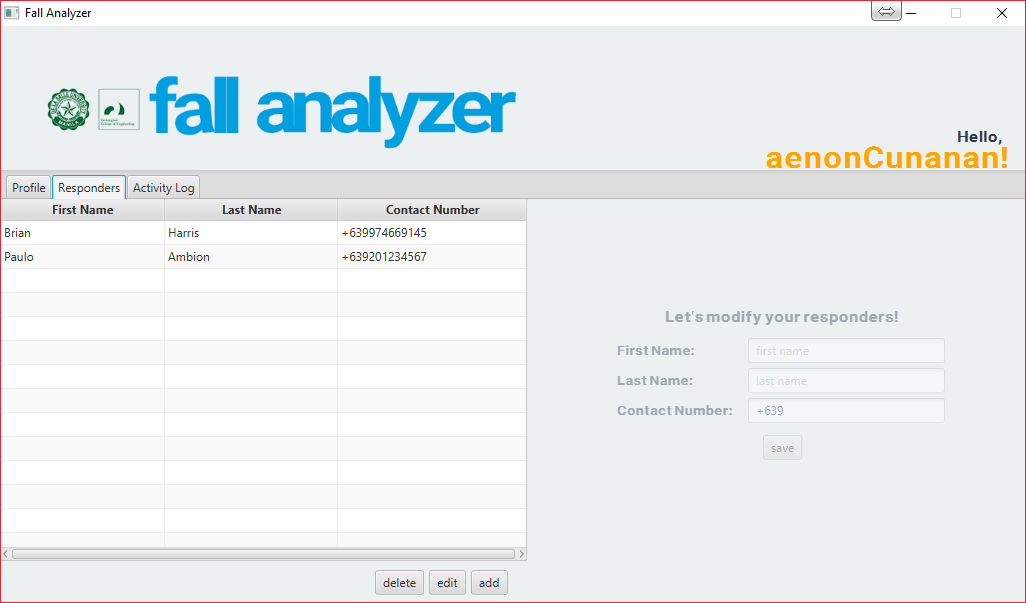 Fall Analyzer
fall analyzer
Hello,
aenonCunanan!
Profile Responders Activity Log
First Name Last Name Contact Number
Brian Harris +639974669145
Paulo Ambion +639201234567
Let's modify your responders!
First Name: first name
Last Name: last name
Contact Number: +639
save
delete edit add